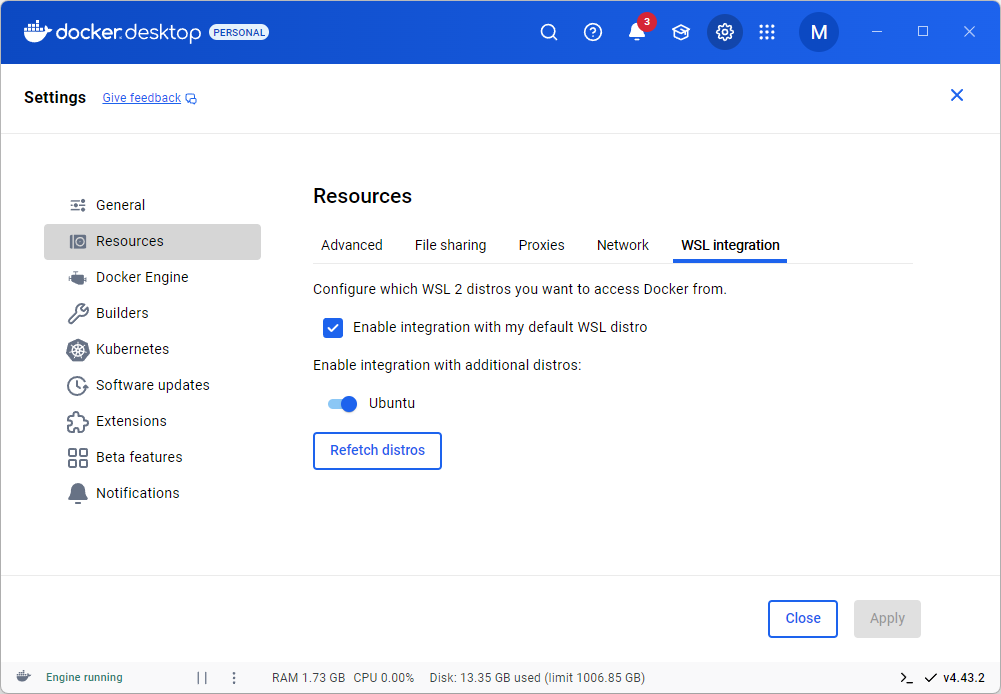 docker.desktop PERSONAL 3 M
Settings Give feedback
General
Resources
Docker Engine
Builders
Kubernetes
Software updates
Extensions
Beta features
Notifications
Resources
Advanced File sharing Proxies Network WSL integration
Configure which WSL 2 distros you want to access Docker from.
Enable integration with my default WSL distro
Enable integration with additional distros:
Ubuntu
Refetch distros
Close Apply
Engine running RAM 1.73 GB CPU 0.00% Disk: 13.35 GB used (limit 1006.85 GB) v4.43.2